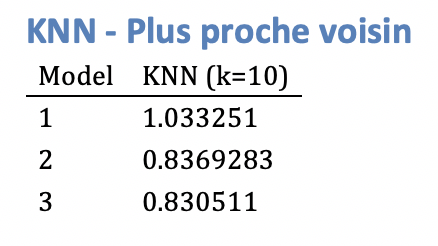 KNN - Plus proche voisin
Model KNN (k=10)
1 1.033251
2 0.8369283
3 0.830511